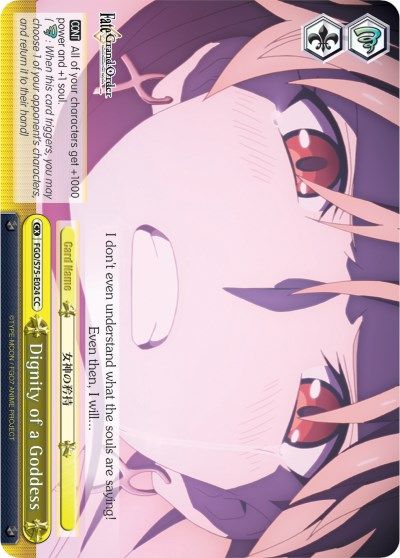 Fate/Grand Order
CONT All of your characters get +1000
power and +1 soul.
( : When this card triggers, you may
choose 1 of your opponent's characters,
and return it to their hand)
I don't even understand what the souls are saying!
Even then, I will...
Card Name
女神の矜持
CX FGO/S75-E024 CC
Dignity of a Goddess
©TYPE-MOON / FGO7 ANIME PROJECT